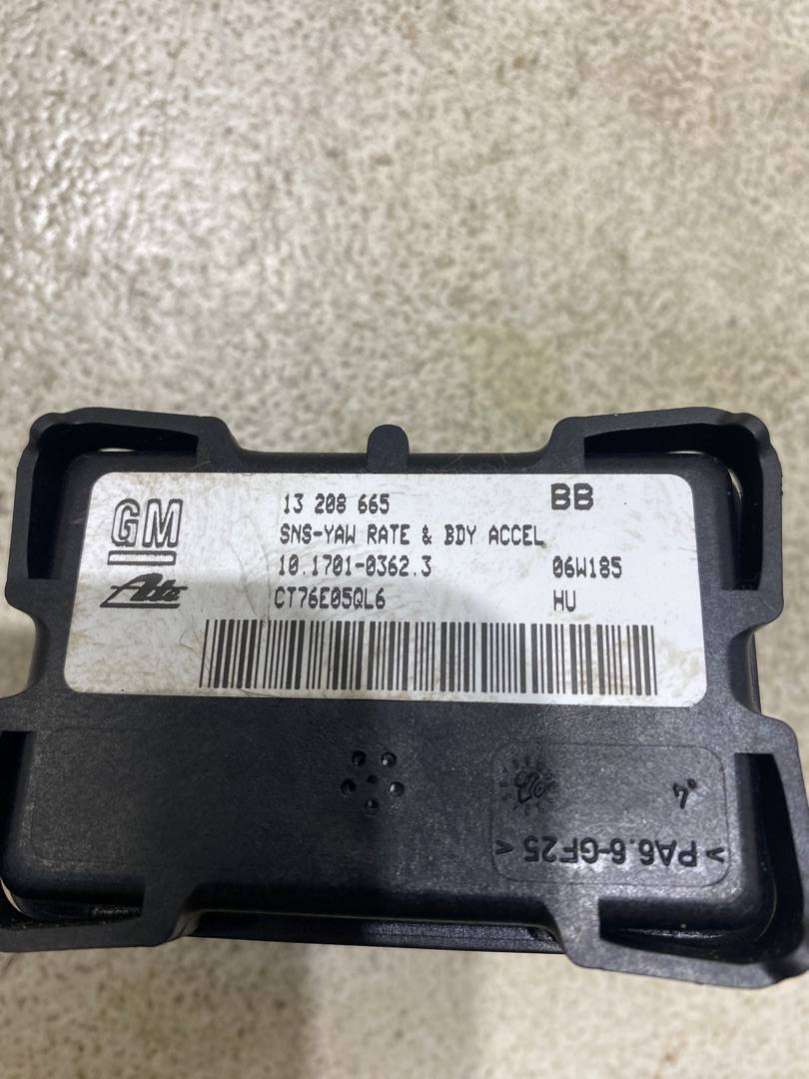 GM
13 208 665 BB
SNS-YAW RATE & BDY ACCEL
10.1701-0362.3 06W185
Ate
CT76E05QL6 HU
>PA6.6-GF25<